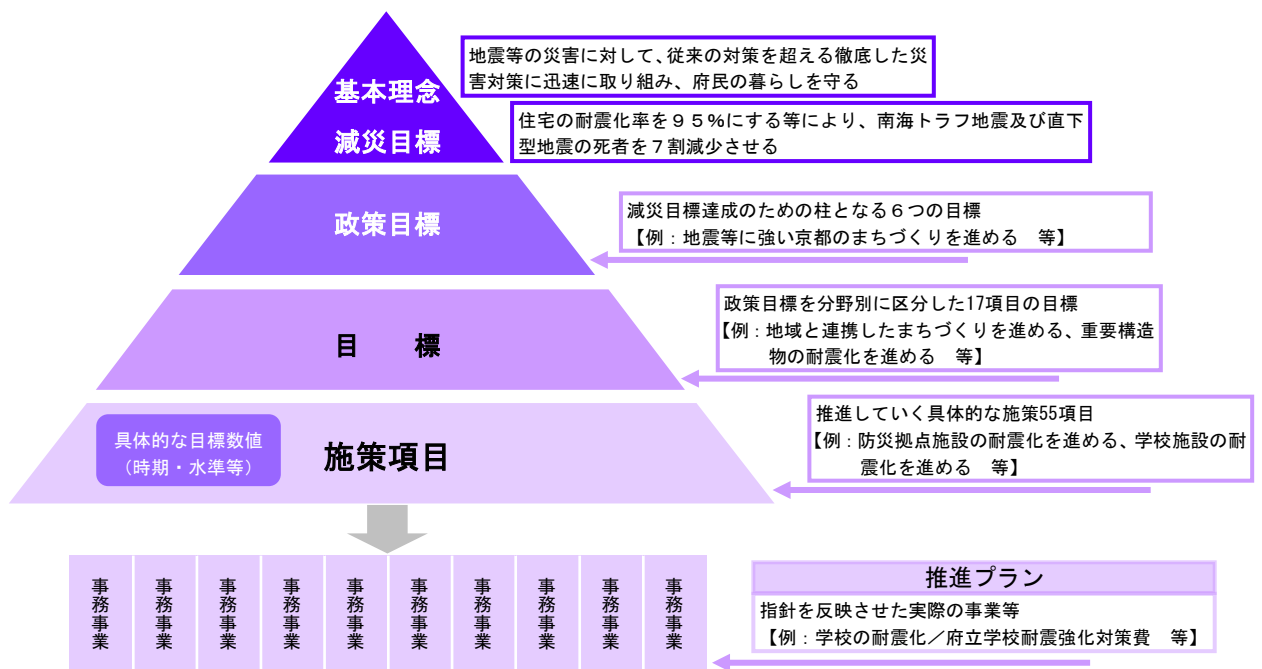 地震等の災害に対して、従来の対策を超える徹底した災
害対策に迅速に取り組み、府民の暮らしを守る
基本理念
減災目標
住宅の耐震化率を９５%にする等により、南海トラフ地震及び直下
型地震の死者を７割減少させる
政策目標
減災目標達成のための柱となる６つの目標
【例：地震等に強い京都のまちづくりを進める　等】
目　標
政策目標を分野別に区分した17項目の目標
【例：地域と連携したまちづくりを進める、重要構造
物の耐震化を進める　等】
具体的な目標数値
（時期・水準等）
施策項目
推進していく具体的な施策55項目
【例：防災拠点施設の耐震化を進める、学校施設の耐
震化を進める　等】
事務事業
事務事業
事務事業
事務事業
事務事業
事務事業
事務事業
事務事業
事務事業
事務事業
推進プラン
指針を反映させた実際の事業等
【例：学校の耐震化／府立学校耐震強化対策費　等】